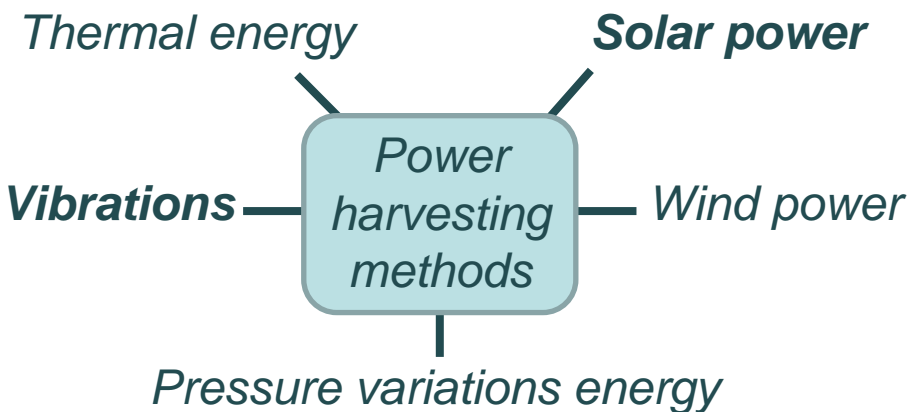 Thermal energy
Solar power
Power
harvesting
methods
Vibrations
Wind power
Pressure variations energy